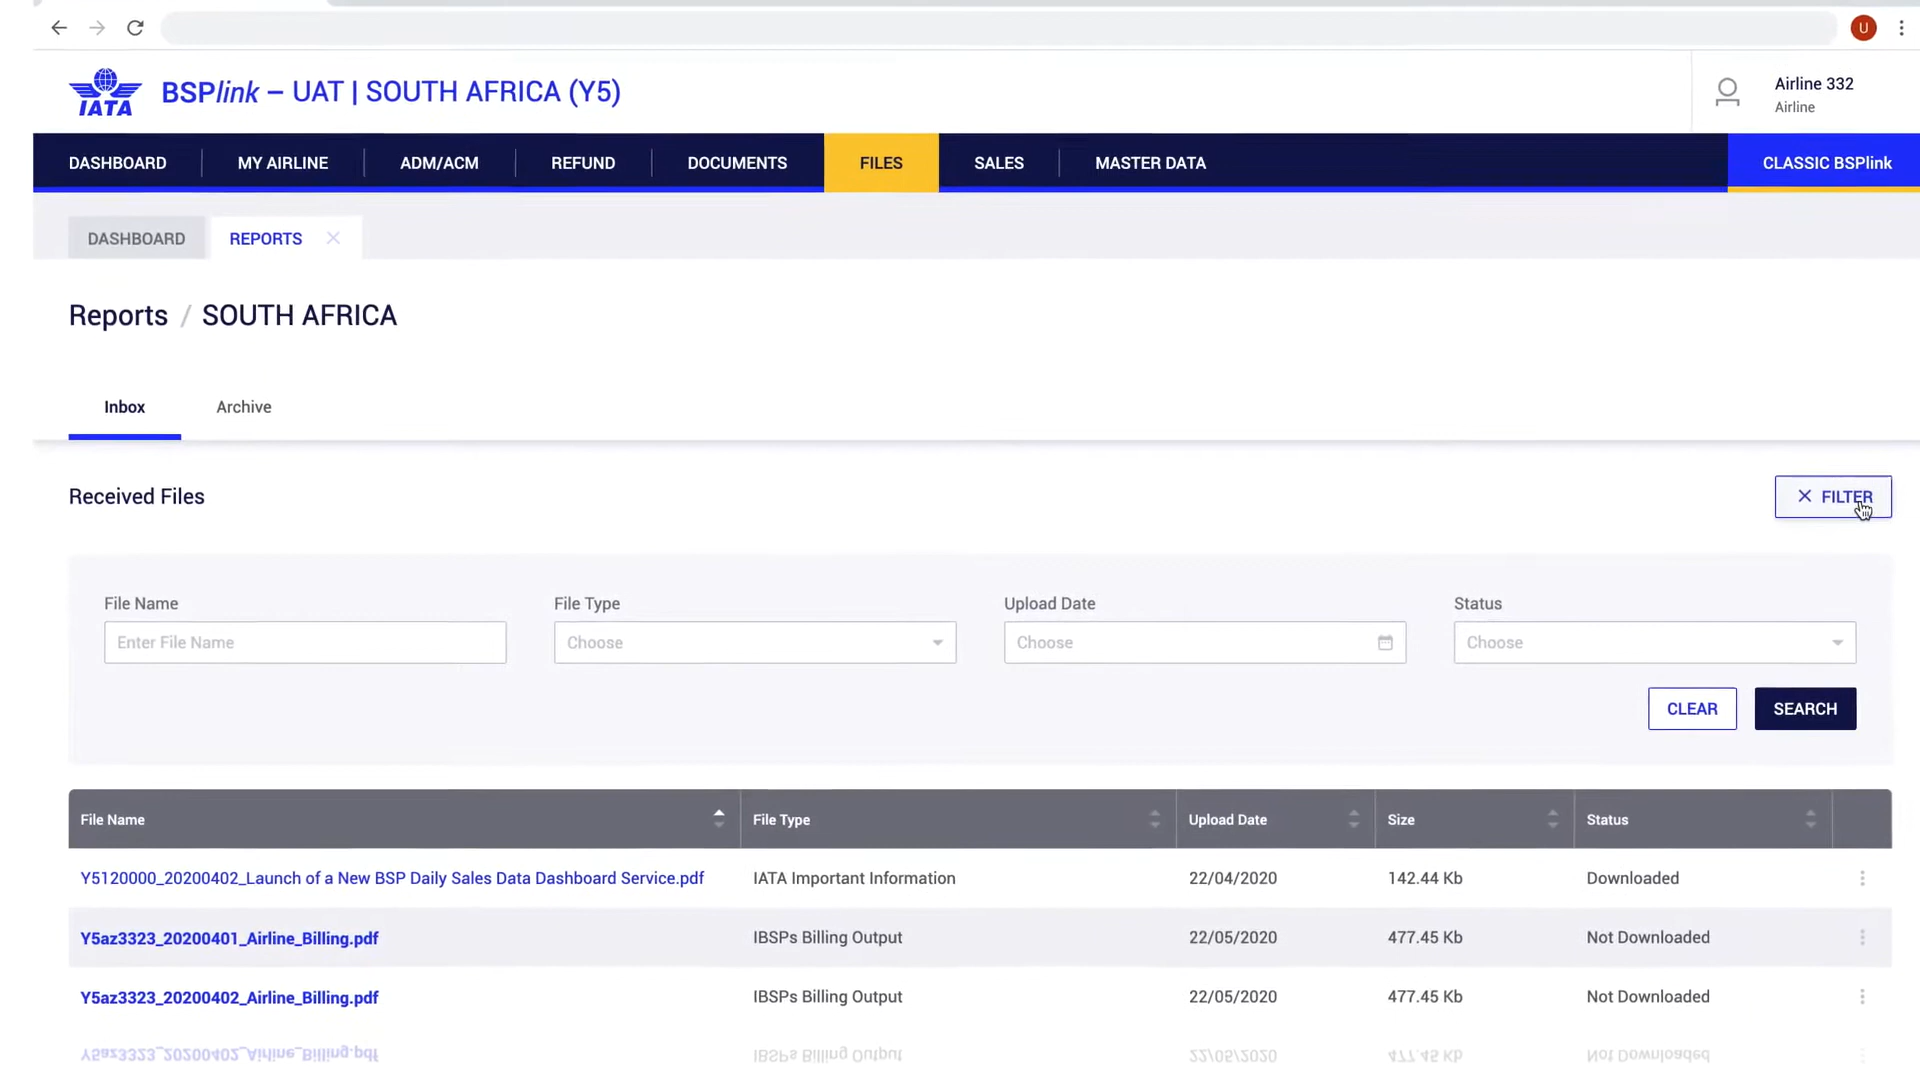 U
IATA
BSPlink – UAT | SOUTH AFRICA (Y5)
Airline 332
Airline
DASHBOARD MY AIRLINE ADM/ACM REFUND DOCUMENTS FILES SALES MASTER DATA CLASSIC BSPlink
DASHBOARD REPORTS
Reports / SOUTH AFRICA
Inbox Archive
Received Files
FILTER
File Name File Type Upload Date Status
Enter File Name Choose Choose Choose
CLEAR SEARCH
File Name File Type Upload Date Size Status
Y5120000_20200402_Launch of a New BSP Daily Sales Data Dashboard Service.pdf IATA Important Information 22/04/2020 142.44 Kb Downloaded
Y5az3323_20200401_Airline_Billing.pdf IBSPs Billing Output 22/05/2020 477.45 Kb Not Downloaded
Y5az3323_20200402_Airline_Billing.pdf IBSPs Billing Output 22/05/2020 477.45 Kb Not Downloaded